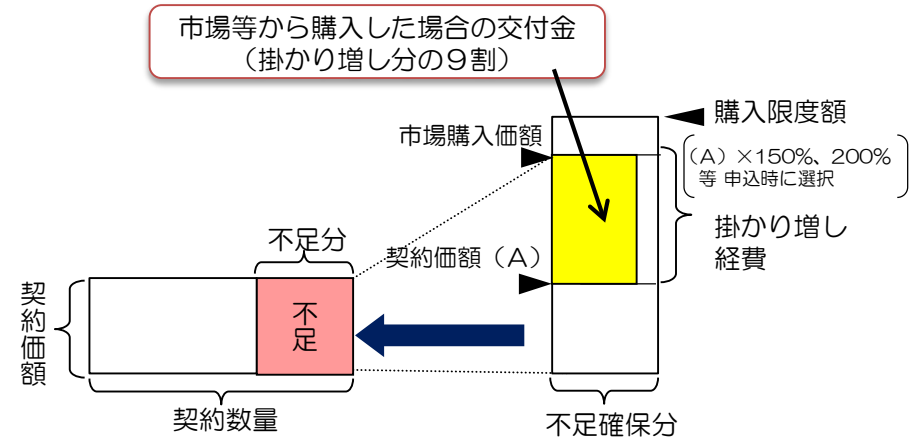 市場等から購入した場合の交付金
（掛かり増し分の９割）
購入限度額
市場購入価額
（A）×150%、200%
等 申込時に選択
掛かり増し
経費
不足分
契約価額（A）
契約価額
不足
契約数量
不足確保分